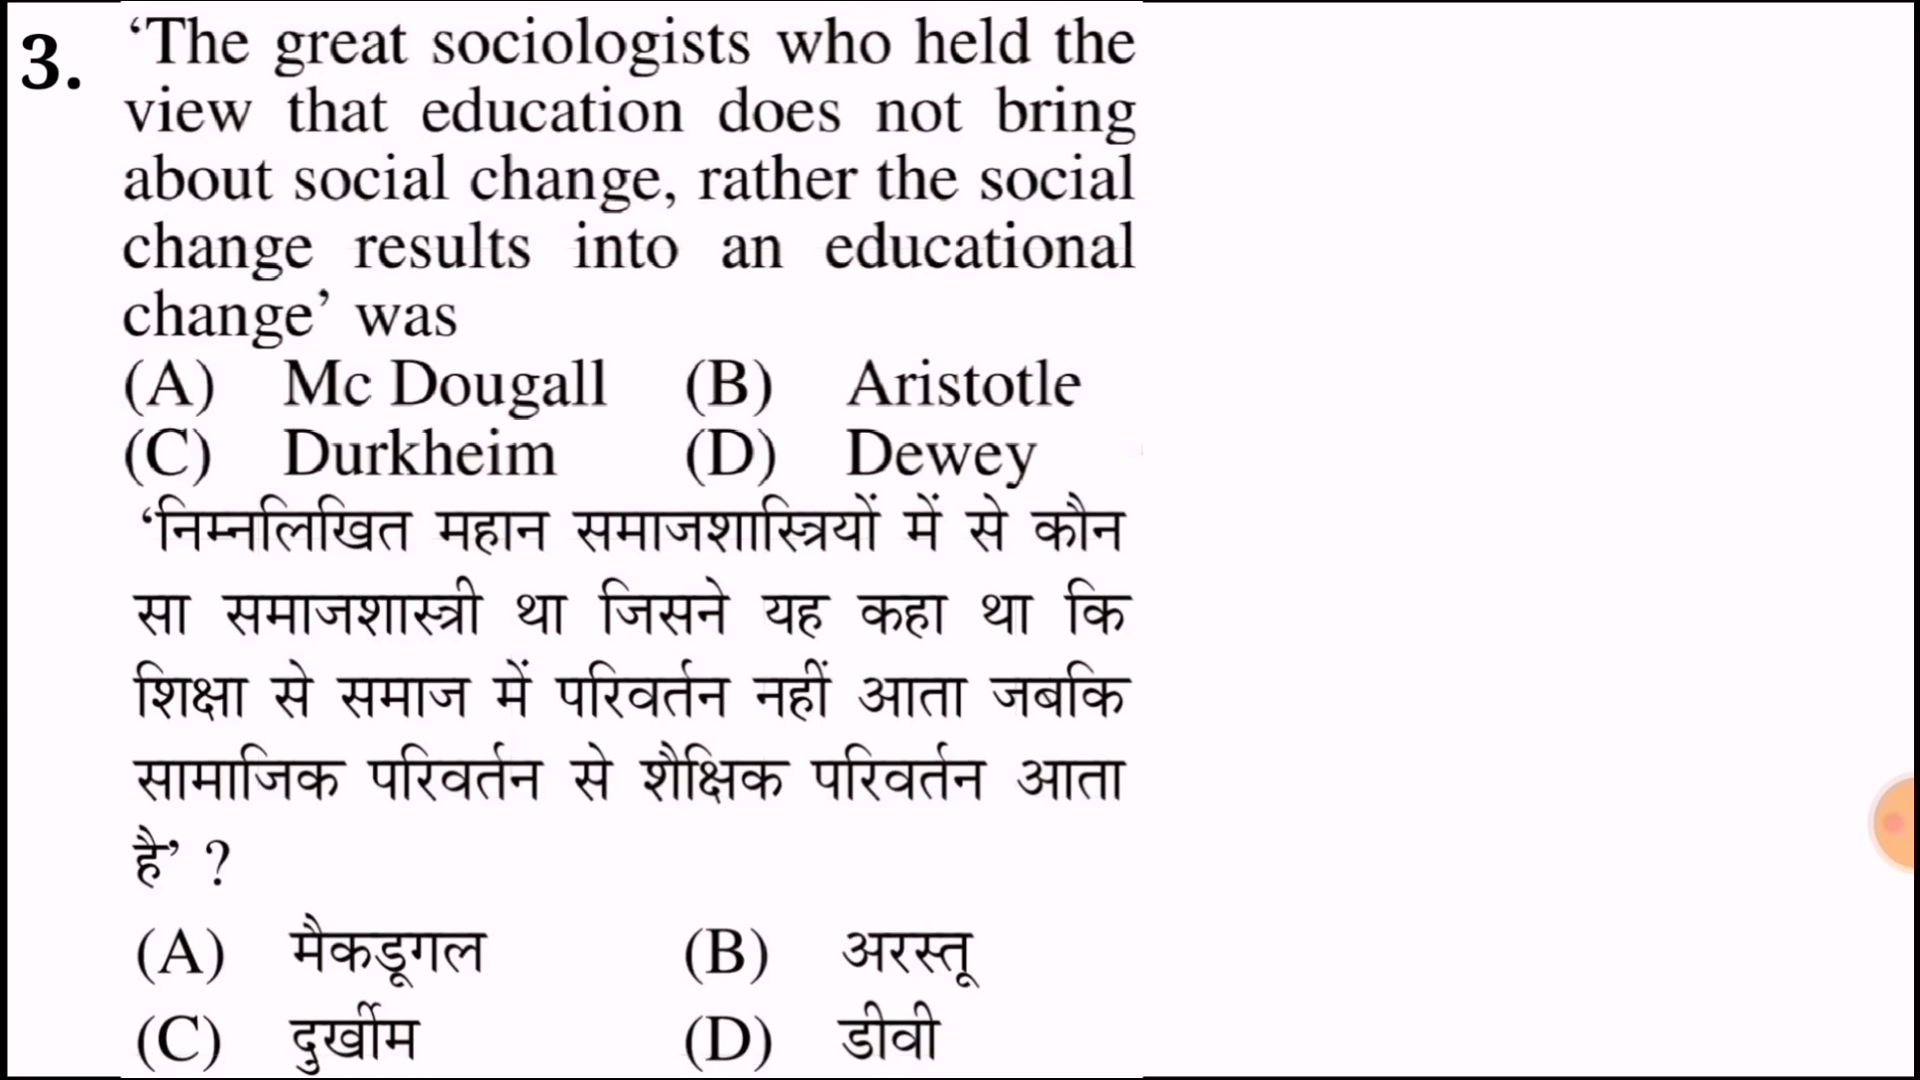 3. ‘The great sociologists who held the
view that education does not bring
about social change, rather the social
change results into an educational
change’ was
(A) Mc Dougall (B) Aristotle
(C) Durkheim (D) Dewey
‘निम्नलिखित महान समाजशास्त्रियों में से कौन
सा समाजशास्त्री था जिसने यह कहा था कि
शिक्षा से समाज में परिवर्तन नहीं आता जबकि
सामाजिक परिवर्तन से शैक्षिक परिवर्तन आता
है’ ?
(A) मैकडूगल (B) अरस्तू
(C) दुर्खीम (D) डीवी